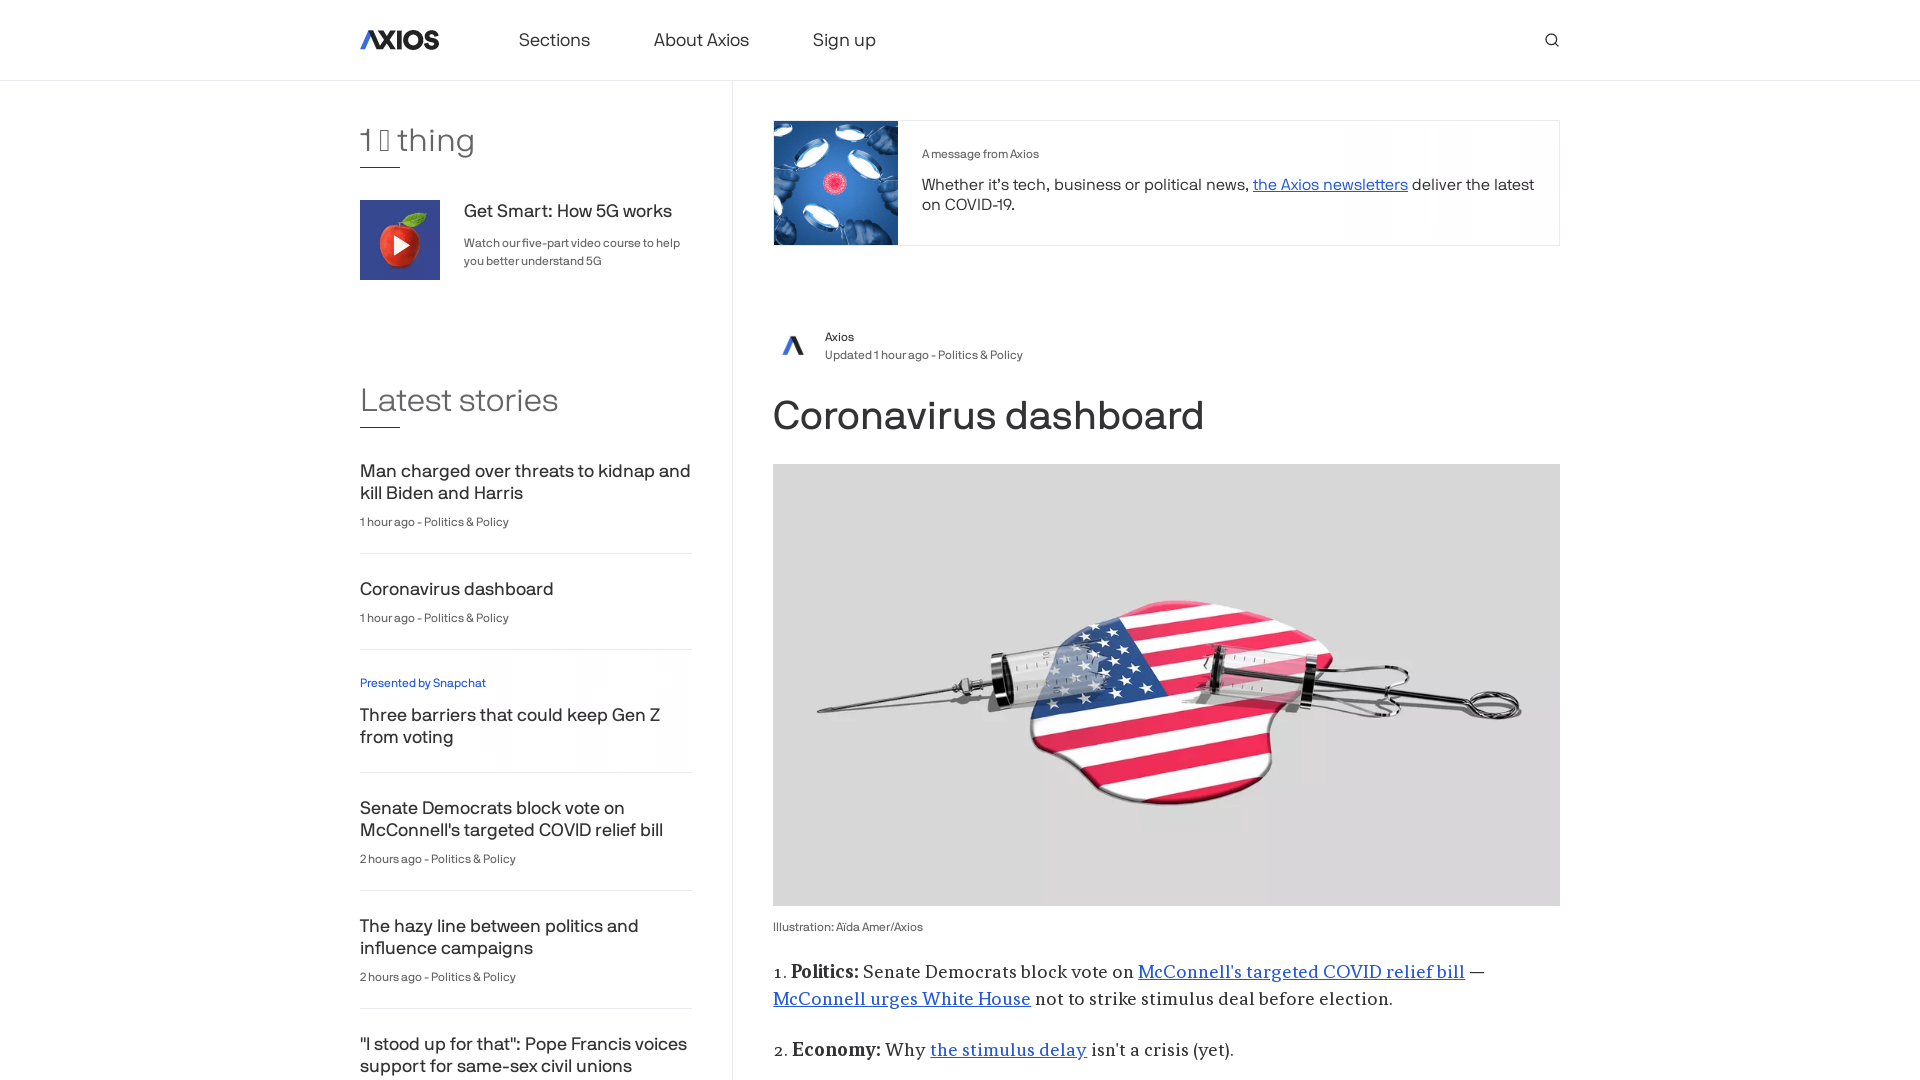 AXIOS
Sections
About Axios
Sign up
1 thing
Get Smart: How 5G works
Watch our five-part video course to help
you better understand 5G
Latest stories
Man charged over threats to kidnap and
kill Biden and Harris
1 hour ago - Politics & Policy
Coronavirus dashboard
1 hour ago - Politics & Policy
Presented by Snapchat
Three barriers that could keep Gen Z
from voting
Senate Democrats block vote on
McConnell's targeted COVID relief bill
2 hours ago - Politics & Policy
The hazy line between politics and
influence campaigns
2 hours ago - Politics & Policy
"I stood up for that": Pope Francis voices
support for same-sex civil unions
A message from Axios
Whether it’s tech, business or political news, the Axios newsletters deliver the latest
on COVID-19.
Axios
Updated 1 hour ago - Politics & Policy
Coronavirus dashboard
Illustration: Aïda Amer/Axios
1. Politics: Senate Democrats block vote on McConnell's targeted COVID relief bill —
McConnell urges White House not to strike stimulus deal before election.
2. Economy: Why the stimulus delay isn't a crisis (yet).